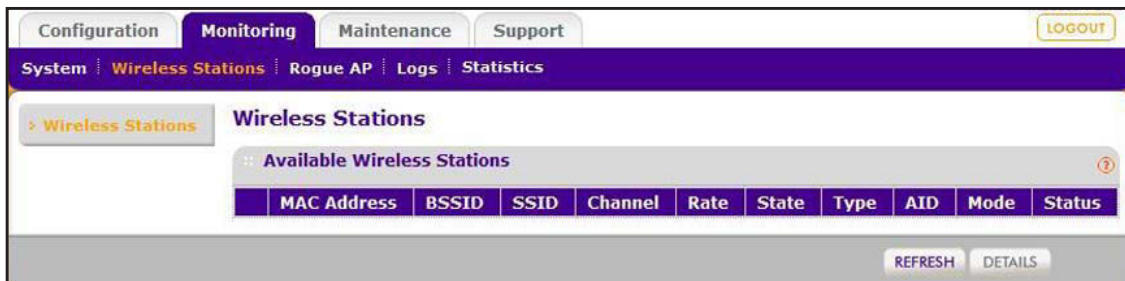 Configuration Monitoring Maintenance Support LOGOUT
System Wireless Stations Rogue AP Logs Statistics
> Wireless Stations
Wireless Stations
Available Wireless Stations ?
MAC Address BSSID SSID Channel Rate State Type AID Mode Status
REFRESH DETAILS